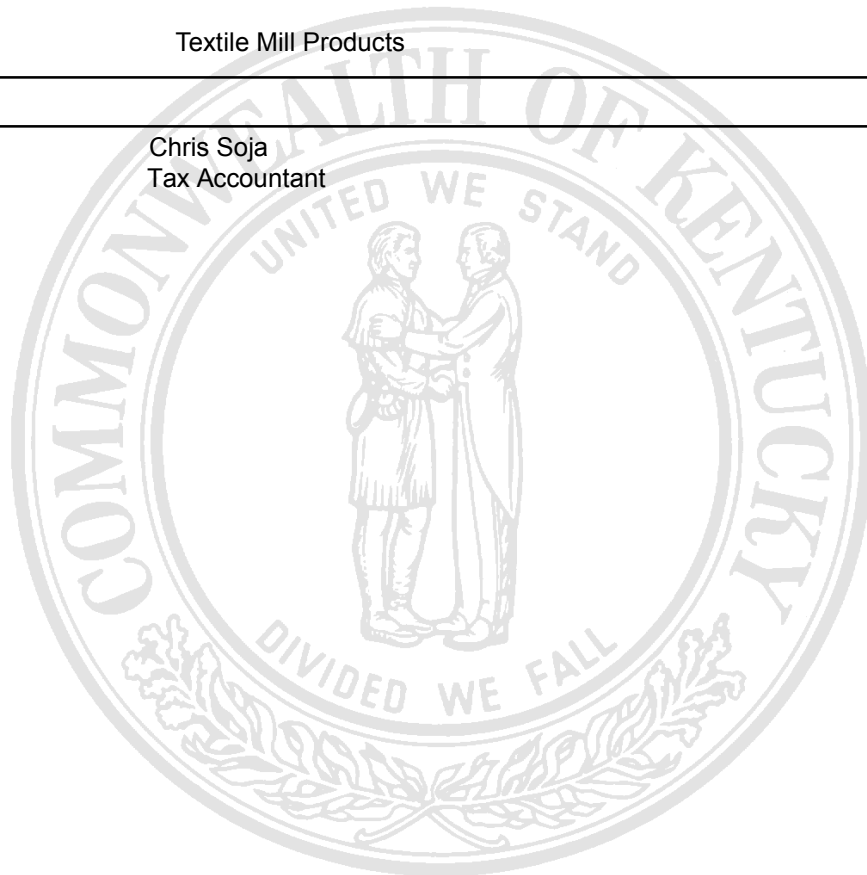 Textile Mill Products
Chris Soja
Tax Accountant
COMMONWEALTH OF KENTUCKY
UNITED WE STAND
DIVIDED WE FALL